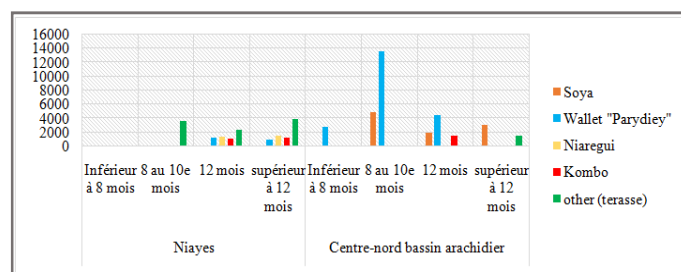 16000
14000
12000
10000
8000
6000
4000
2000
0
Inférieur à 8 mois
8 au 10e mois
12 mois
supérieur à 12 mois
Inférieur à 8 mois
8 au 10e mois
12 mois
supérieur à 12 mois
Niayes
Centre-nord bassin arachidier
Soya
Wallet "Parydiey"
Niaregui
Kombo
other (terasse)